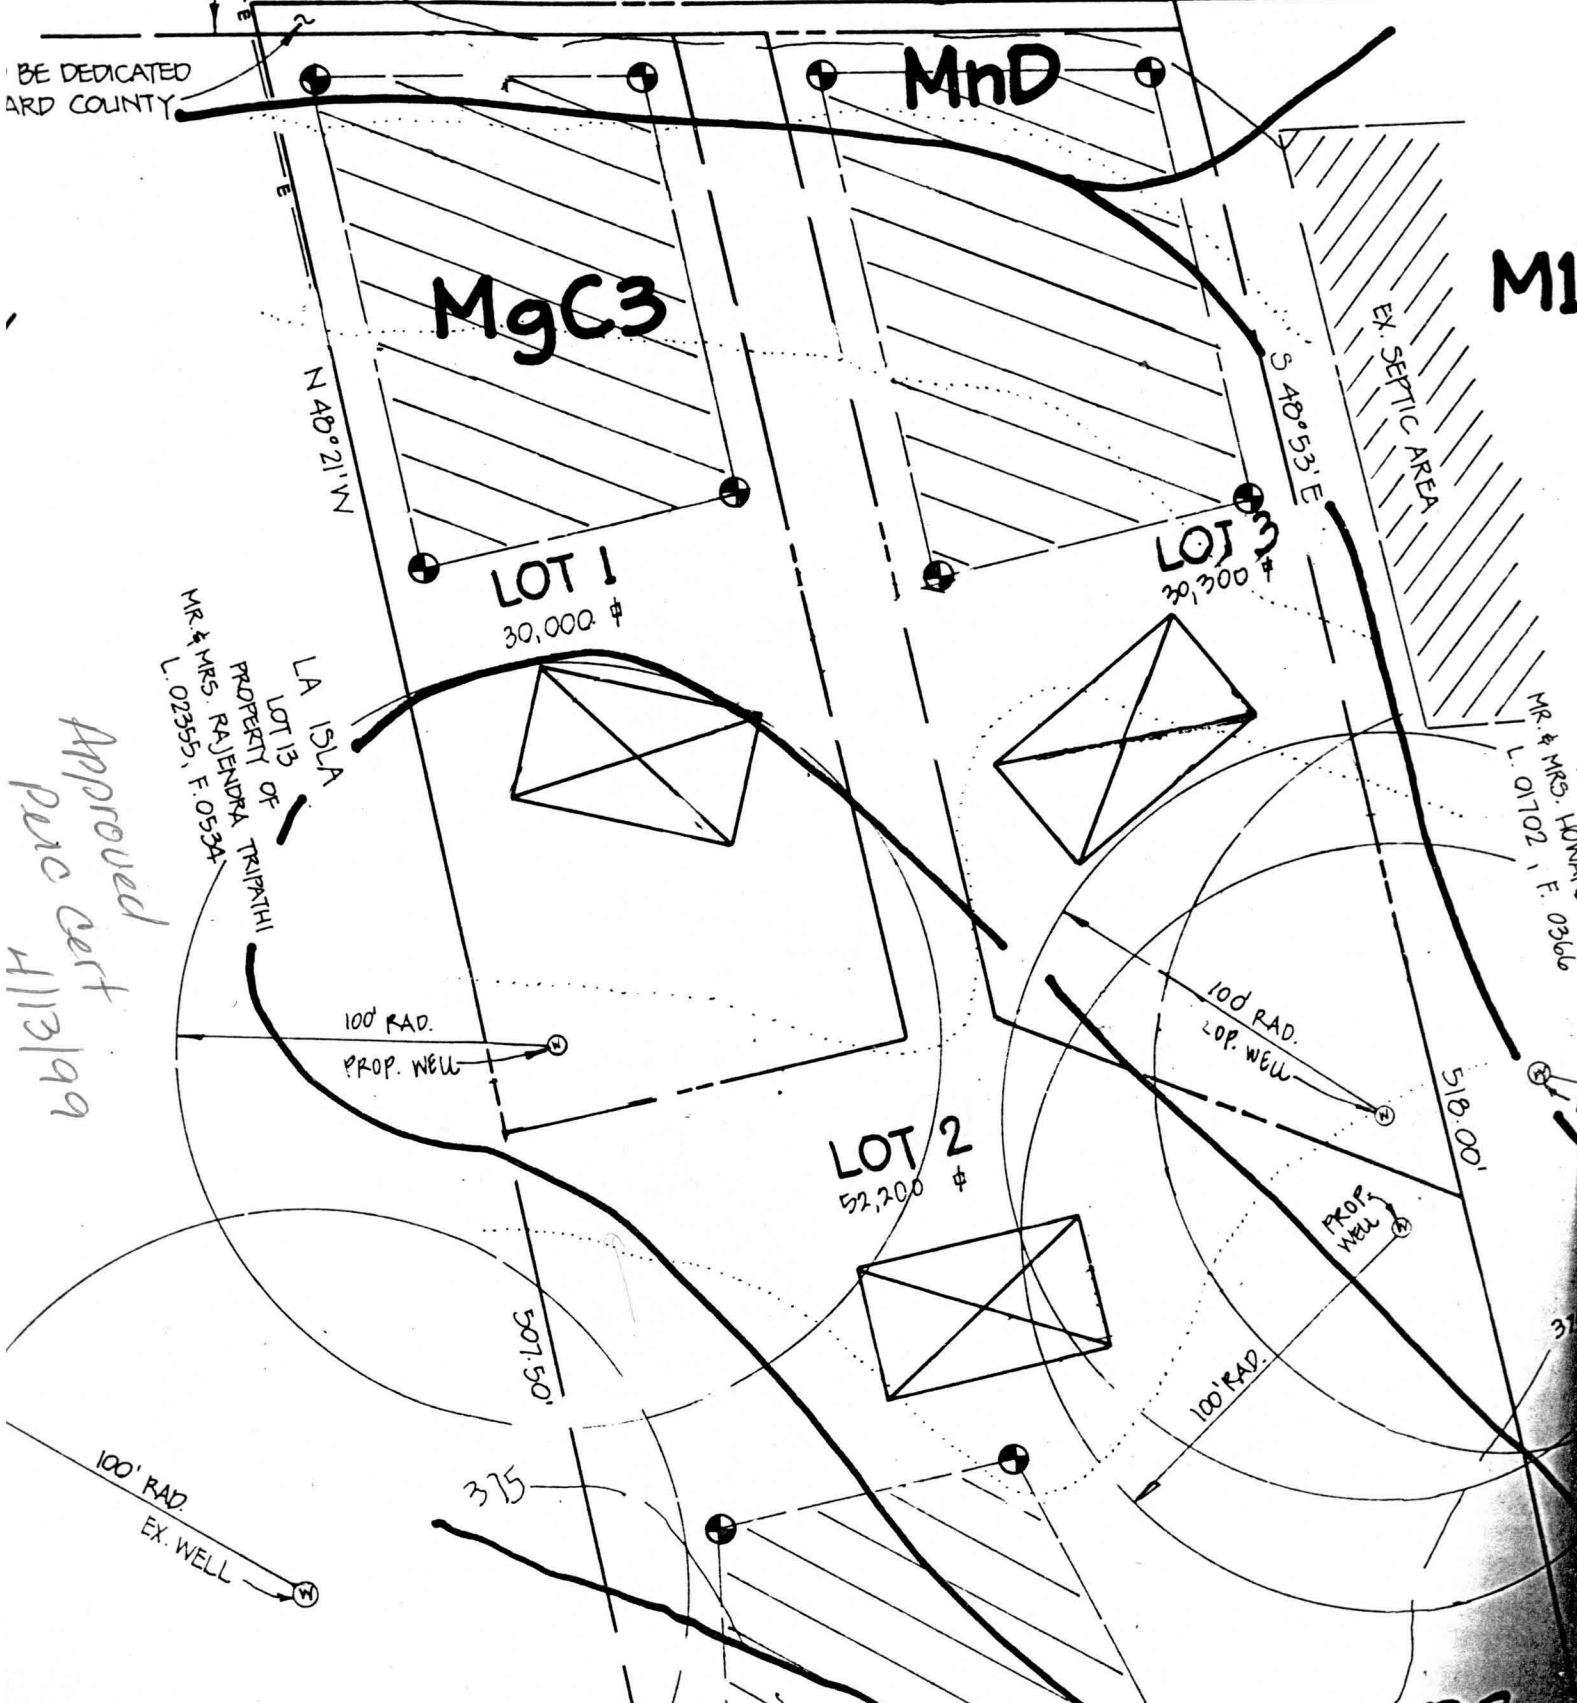 BE DEDICATED
ARD COUNTY
E
E
MnD
MgC3
M1
EX. SEPTIC AREA
N 48°21' W
S 48°53' E
LOT 1
30,000 ⌗
LOT 3
30,300 ⌗
LA ISLA
LOT 13
PROPERTY OF
MR. & MRS. RAJENDRA TRIPATHI
L. 02355, F. 0534
MR. & MRS.
L. 01702, F. 0366
Approved
perc cert
4/13/99
100' RAD.
PROP. WELL
W
100' RAD.
OP. WELL
W
W
518.00'
LOT 2
52,200 ⌗
PROP.
WELL
W
100' RAD.
507.50'
375
100' RAD.
EX. WELL
W